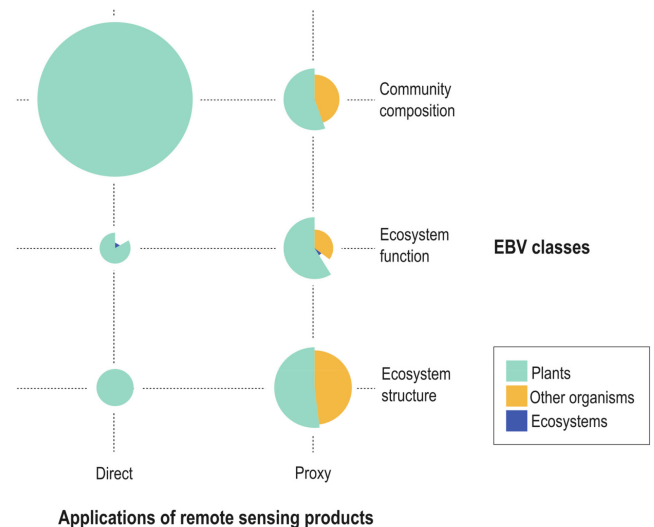 Community
composition
Ecosystem
function
EBV classes
Ecosystem
structure
Plants
Other organisms
Ecosystems
Direct
Proxy
Applications of remote sensing products